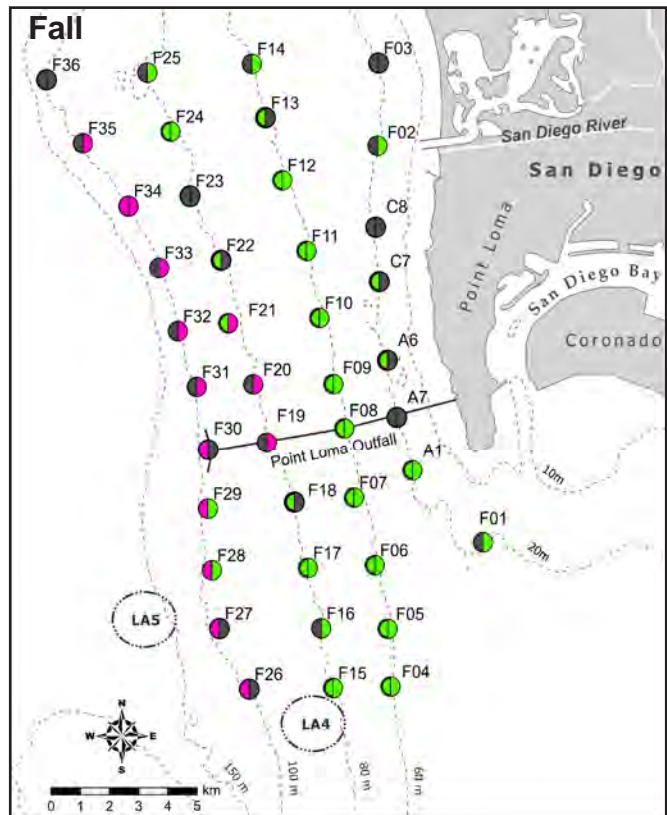 Fall
F36
F25
F14
F03
F35
F24
F13
F02
San Diego River
San Diego
F34
F23
F12
C8
Point Loma
F33
F22
F11
C7
San Diego Bay
F32
F21
F10
A6
Coronado
F31
F20
F09
A7
F30
F19
F08
Point Loma Outfall
A1
10m
F29
F18
F07
F01
20m
F28
F17
F06
LA5
F27
F16
F05
F26
F15
F04
LA4
N
W E
S
150 m
100 m
80 m
60 m
km
0 1 2 3 4 5